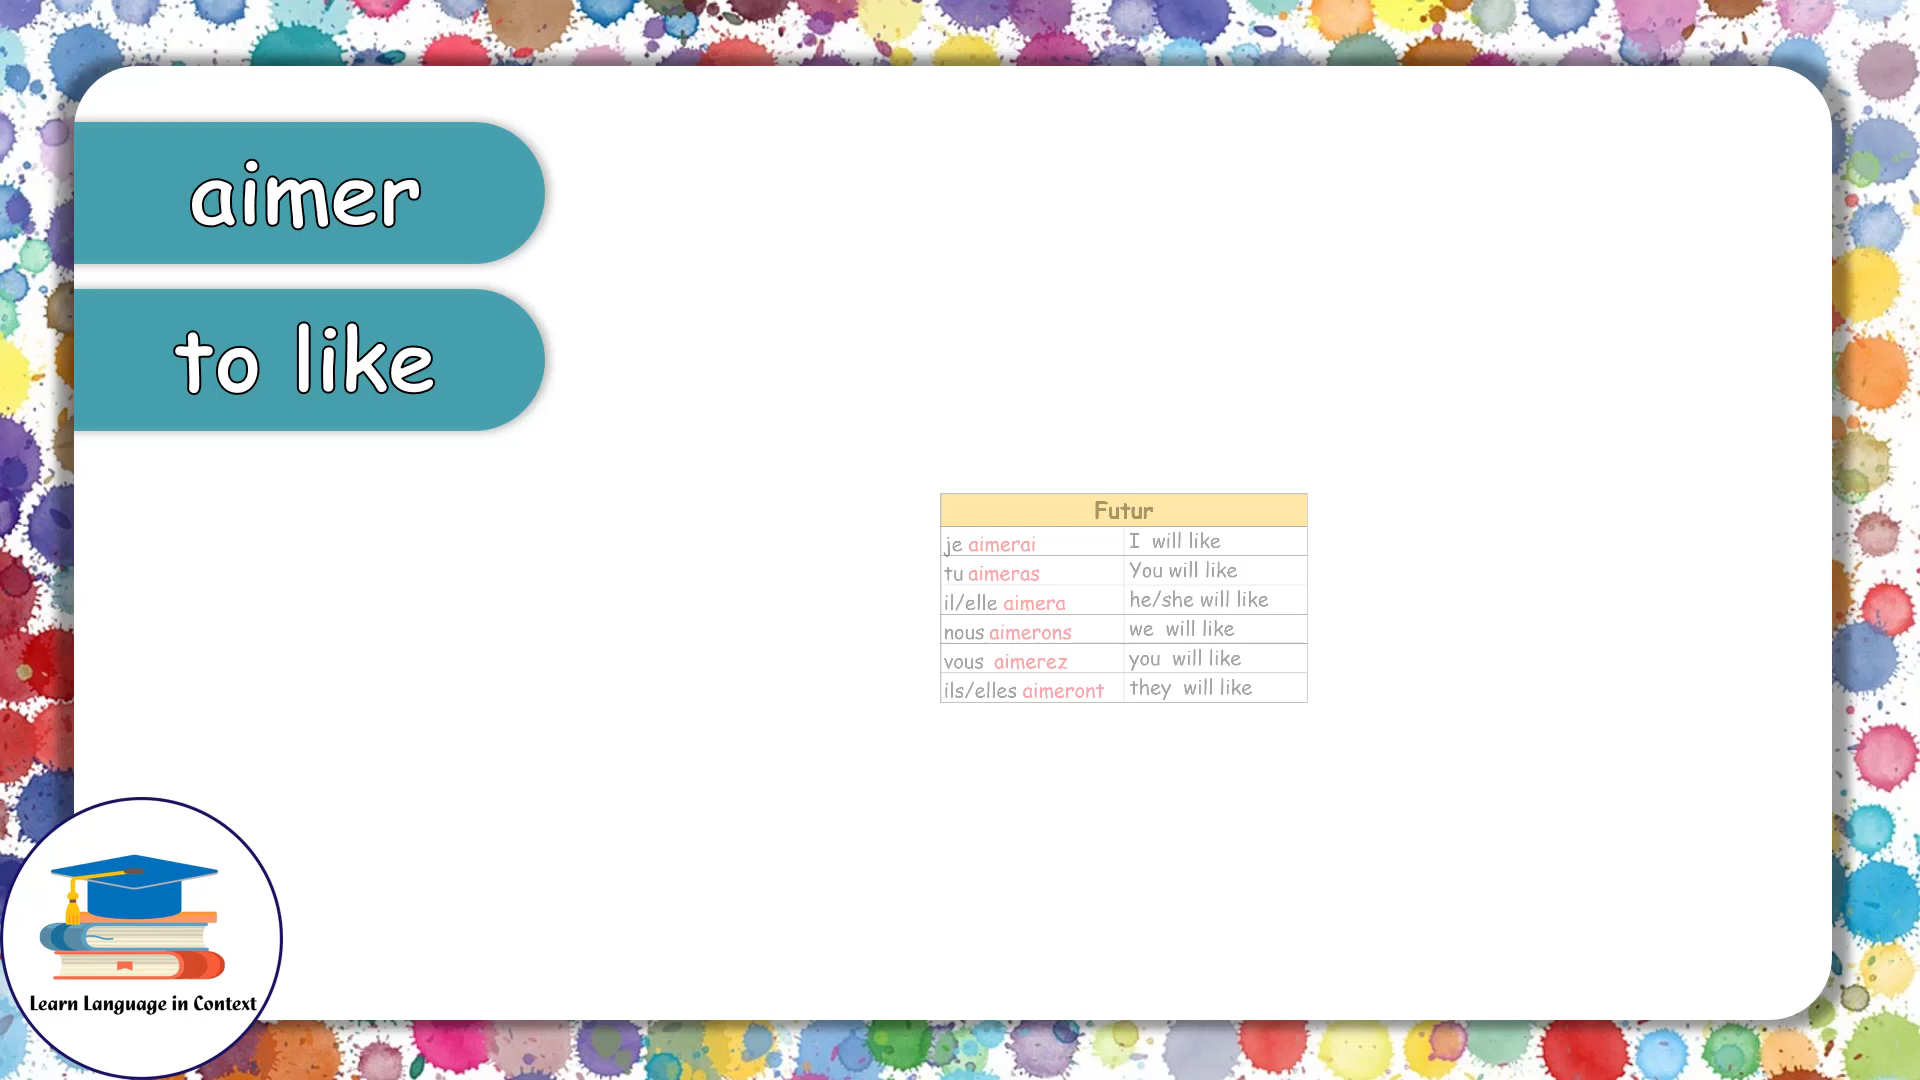 aimer
to like
Futur
je aimerai I will like
tu aimeras You will like
il/elle aimera he/she will like
nous aimerons we will like
vous aimerez you will like
ils/elles aimeront they will like
Learn Language in Context